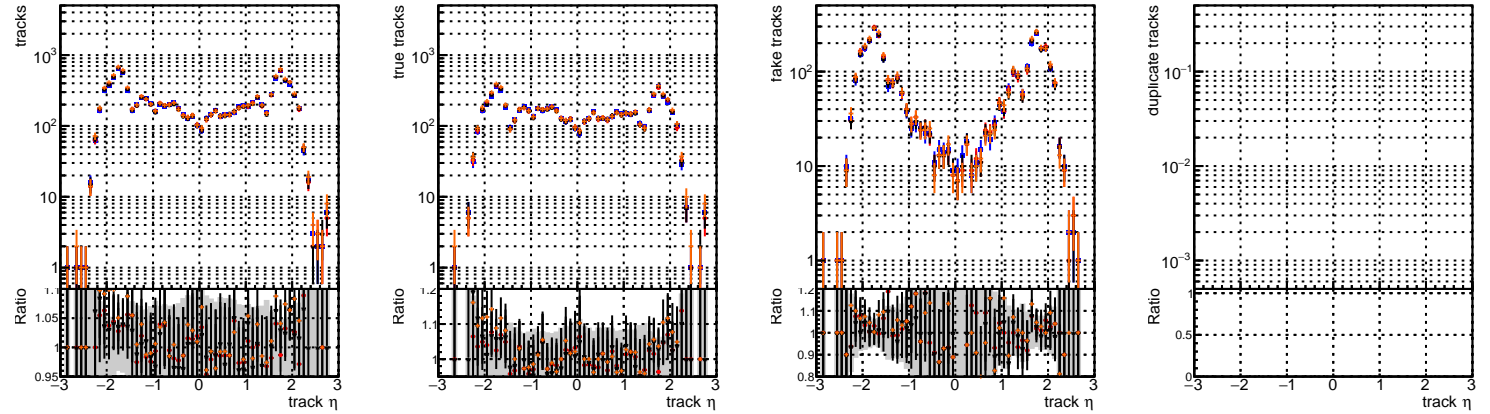 tracks
10³
10²
10
1
Ratio
1.1
1.05
1
0.95
−3 −2 −1 0 1 2 3
track η
true tracks
10³
10²
10
1
Ratio
1.2
1.1
1
−3 −2 −1 0 1 2 3
track η
fake tracks
10²
10
1
Ratio
1.2
1.1
1
0.9
0.8
−3 −2 −1 0 1 2 3
track η
duplicate tracks
10⁻¹
10⁻²
10⁻³
Ratio
1
0.5
0
−3 −2 −1 0 1 2 3
track η